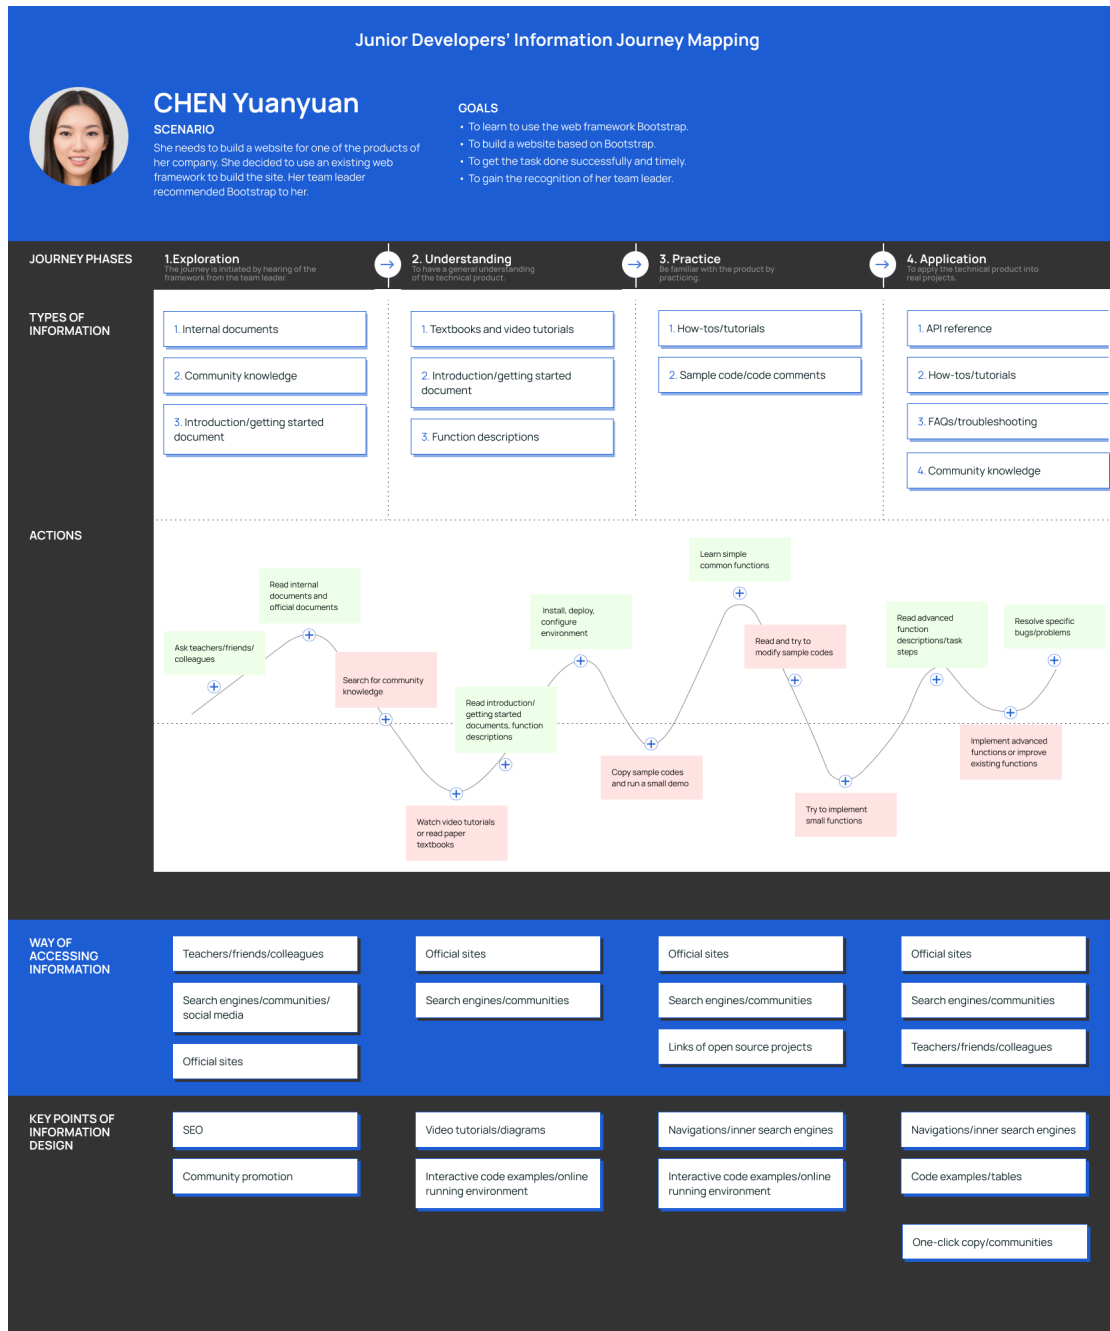 Junior Developers' Information Journey Mapping
CHEN Yuanyuan
SCENARIO
She needs to build a website for one of the products of
her company. She decided to use an existing web
framework to build the site. Her team leader
recommended Bootstrap to her.
GOALS
• To learn to use the web framework Bootstrap.
• To build a website based on Bootstrap.
• To get the task done successfully and timely.
• To gain the recognition of her team leader.
JOURNEY PHASES
1.Exploration
The journey is initiated by hearing of the
framework from the team leader.
2. Understanding
To have a general understanding
of the technical product.
3. Practice
Be familiar with the product by
practicing.
4. Application
To apply the technical product into
real projects.
TYPES OF
INFORMATION
1. Internal documents
2. Community knowledge
3. Introduction/getting started
document
1. Textbooks and video tutorials
2. Introduction/getting started
document
3. Function descriptions
1. How-tos/tutorials
2. Sample code/code comments
1. API reference
2. How-tos/tutorials
3. FAQs/troubleshooting
4. Community knowledge
ACTIONS
Ask teachers/friends/
colleagues
Read internal
documents and
official documents
Search for community
knowledge
Watch video tutorials
or read paper
textbooks
Read introduction/
getting started
documents, function
descriptions
Install, deploy,
configure
environment
Copy sample codes
and run a small demo
Learn simple
common functions
Read and try to
modify sample codes
Try to implement
small functions
Read advanced
function
descriptions/task
steps
Implement advanced
functions or improve
existing functions
Resolve specific
bugs/problems
WAY OF
ACCESSING
INFORMATION
Teachers/friends/colleagues
Search engines/communities/
social media
Official sites
Official sites
Search engines/communities
Official sites
Search engines/communities
Links of open source projects
Official sites
Search engines/communities
Teachers/friends/colleagues
KEY POINTS OF
INFORMATION
DESIGN
SEO
Community promotion
Video tutorials/diagrams
Interactive code examples/online
running environment
Navigations/inner search engines
Interactive code examples/online
running environment
Navigations/inner search engines
Code examples/tables
One-click copy/communities